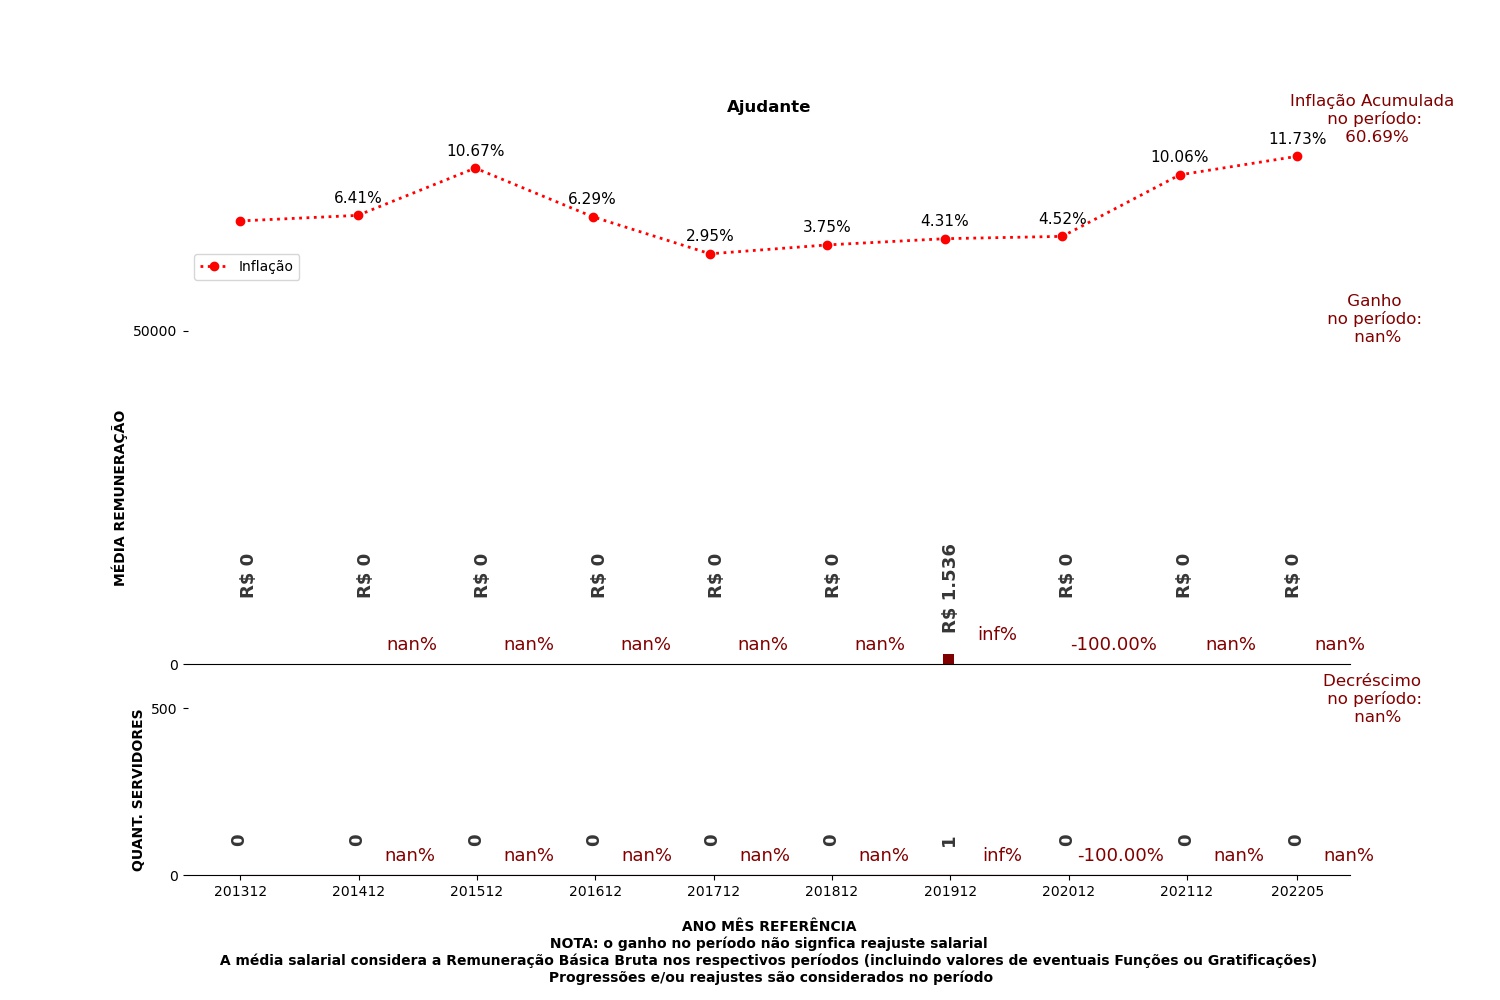 Ajudante
Inflação Acumulada
no período:
60.69%
6.41%
10.67%
6.29%
2.95%
3.75%
4.31%
4.52%
10.06%
11.73%
Inflação
Ganho
no período:
nan%
50000
0
MÉDIA REMUNERAÇÃO
R$ 0
R$ 0
R$ 0
R$ 0
R$ 0
R$ 0
R$ 1.536
R$ 0
R$ 0
R$ 0
nan%
nan%
nan%
nan%
nan%
inf%
-100.00%
nan%
nan%
Decréscimo
no período:
nan%
500
0
QUANT. SERVIDORES
0
0
0
0
0
0
1
0
0
0
nan%
nan%
nan%
nan%
nan%
inf%
-100.00%
nan%
nan%
201312
201412
201512
201612
201712
201812
201912
202012
202112
202205
ANO MÊS REFERÊNCIA
NOTA: o ganho no período não signfica reajuste salarial
A média salarial considera a Remuneração Básica Bruta nos respectivos períodos (incluindo valores de eventuais Funções ou Gratificações)
Progressões e/ou reajustes são considerados no período